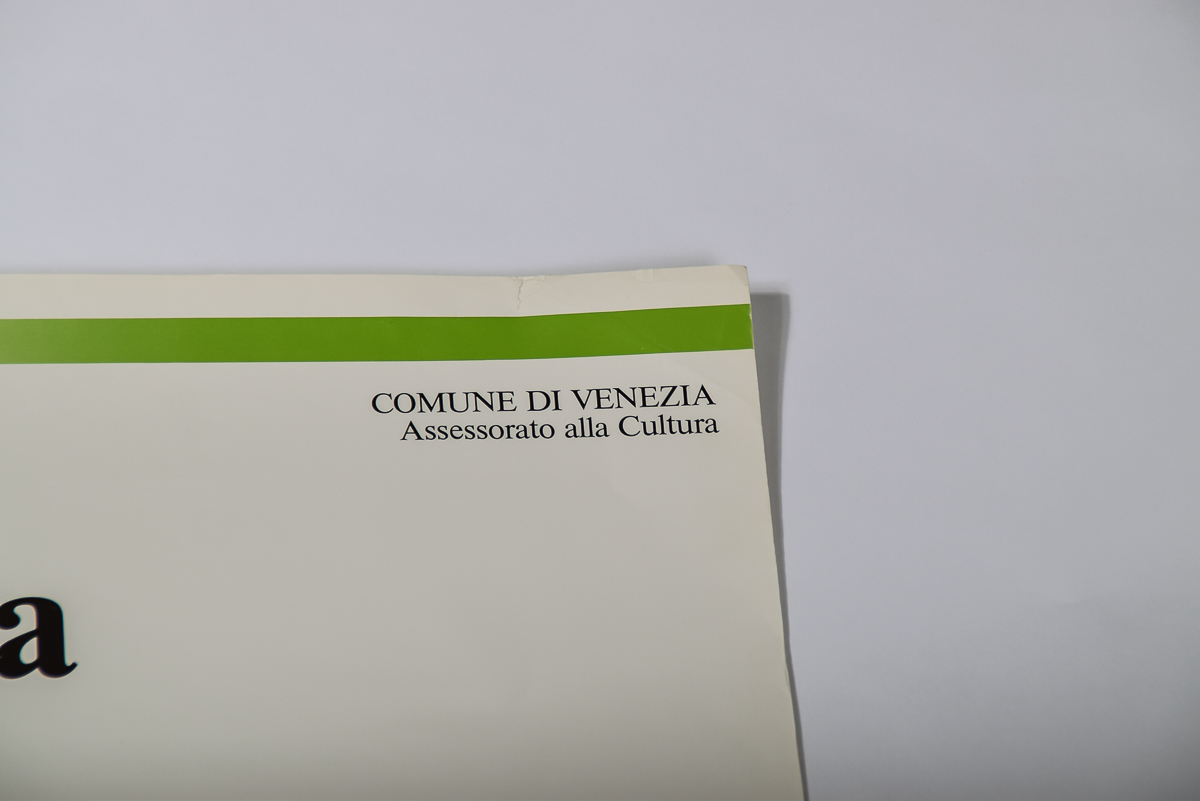 COMUNE DI VENEZIA
Assessorato alla Cultura
a